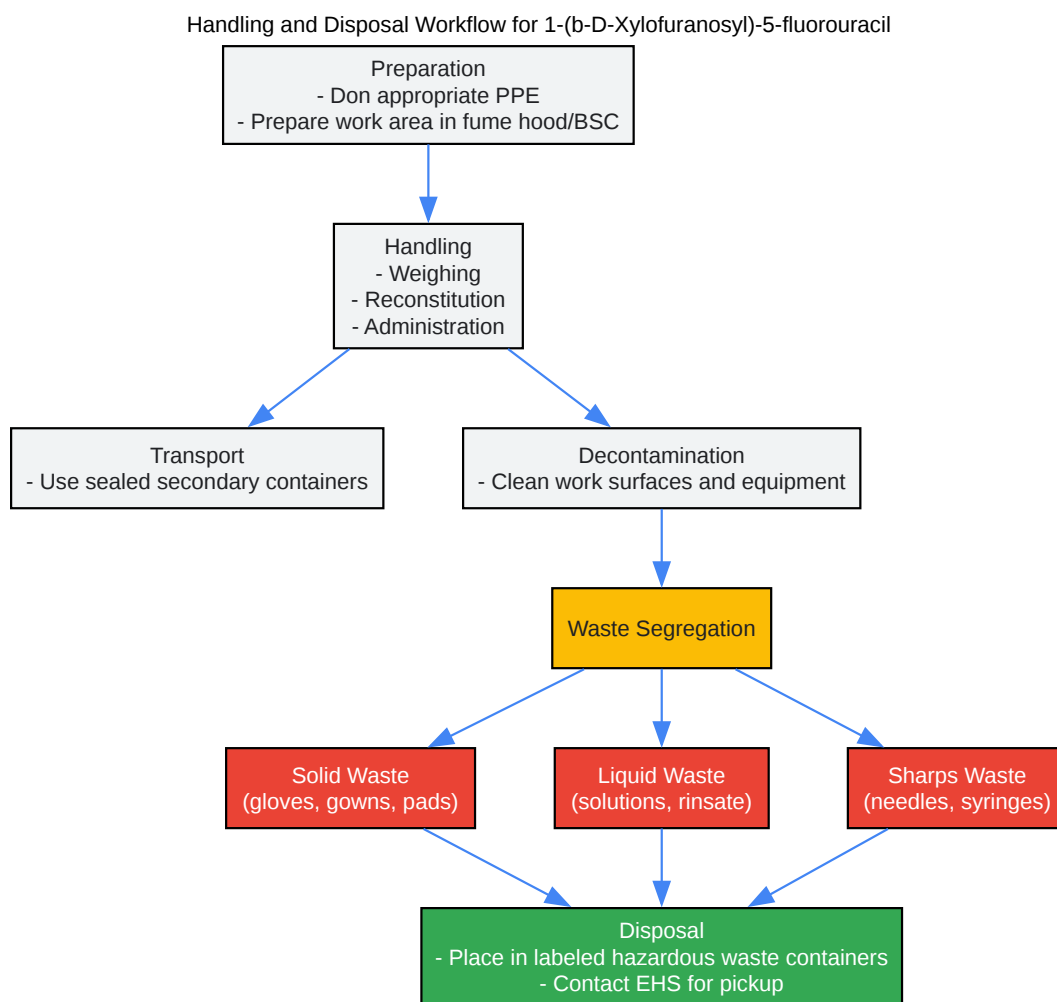 Handling and Disposal Workflow for 1-(b-D-Xylofuranosyl)-5-fluorouracil
Preparation
- Don appropriate PPE
- Prepare work area in fume hood/BSC
Handling
- Weighing
- Reconstitution
- Administration
Transport
- Use sealed secondary containers
Decontamination
- Clean work surfaces and equipment
Waste Segregation
Solid Waste
(gloves, gowns, pads)
Liquid Waste
(solutions, rinsate)
Sharps Waste
(needles, syringes)
Disposal
- Place in labeled hazardous waste containers
- Contact EHS for pickup